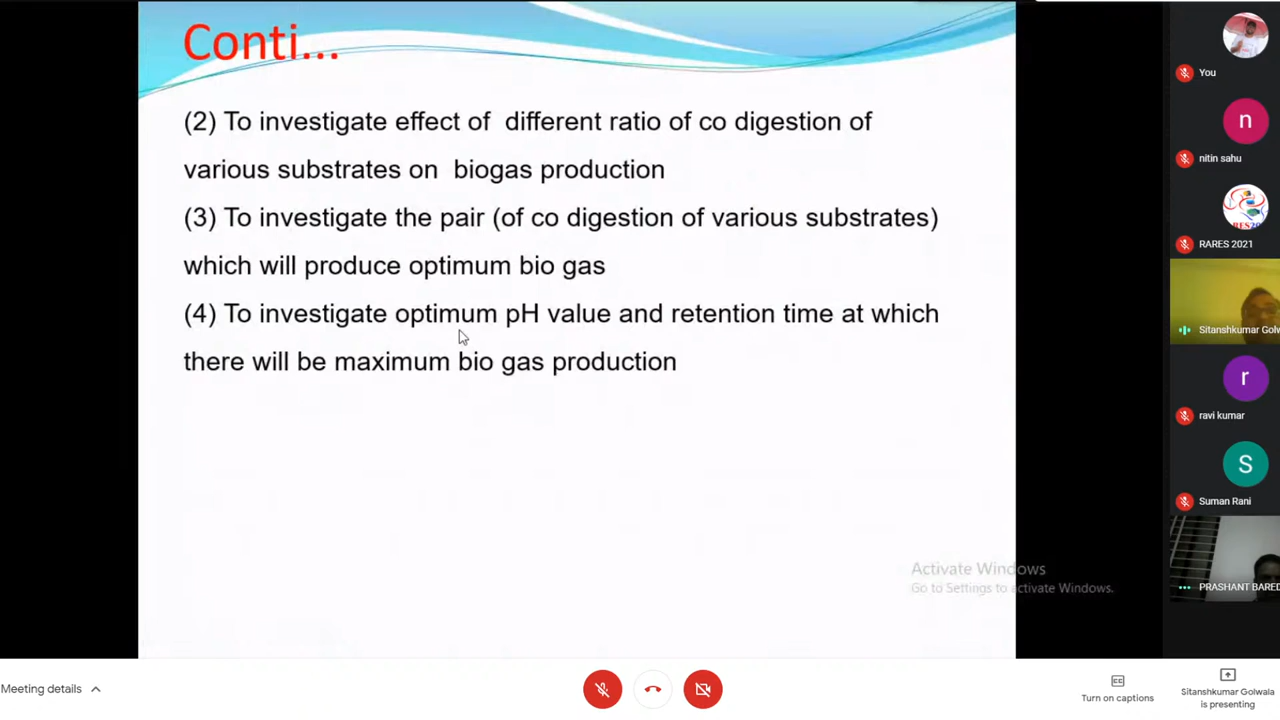 Conti...
(2) To investigate effect of different ratio of co digestion of
various substrates on biogas production
(3) To investigate the pair (of co digestion of various substrates)
which will produce optimum bio gas
(4) To investigate optimum pH value and retention time at which
there will be maximum bio gas production
Activate Windows
Go to Settings to activate Windows.
You
n
nitin sahu
RARES 2021
Sitanshkumar Golw
r
ravi kumar
S
Suman Rani
PRASHANT BARED
Meeting details
CC
Turn on captions
Sitanshkumar Golwala
is presenting